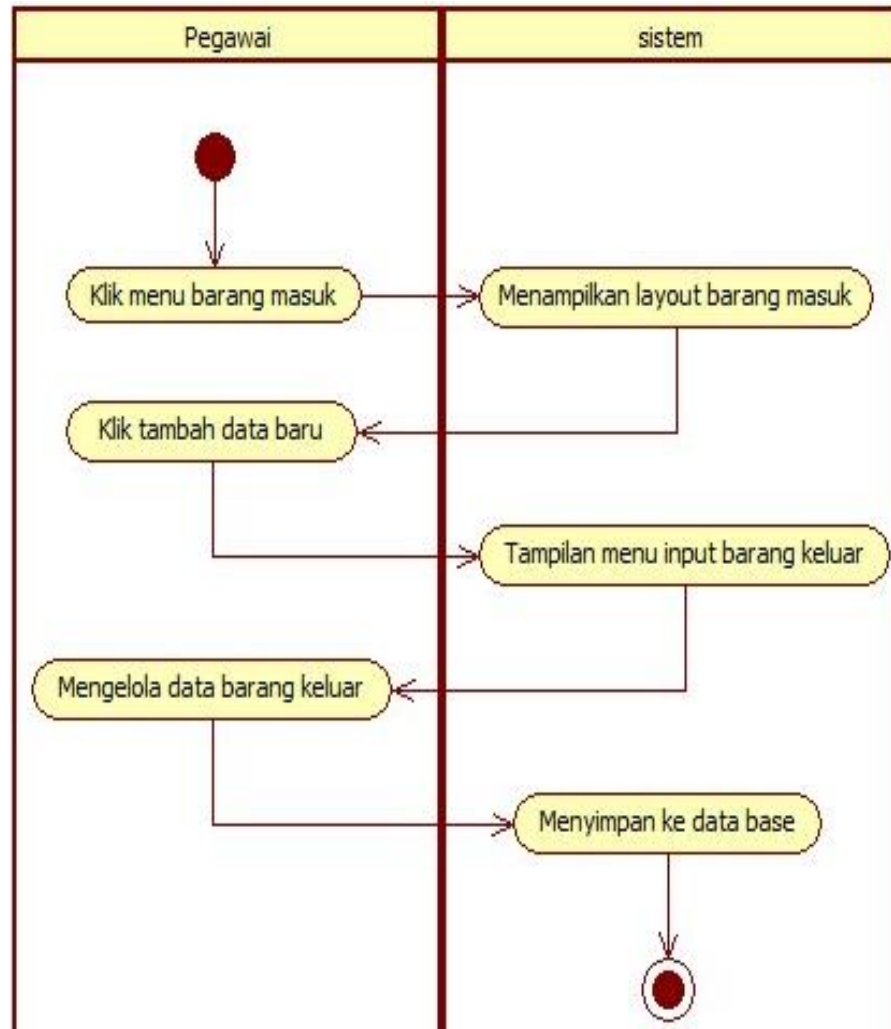 Pegawai
sistem
Klik menu barang masuk
Menampilkan layout barang masuk
Klik tambah data baru
Tampilan menu input barang keluar
Mengelola data barang keluar
Menyimpan ke data base